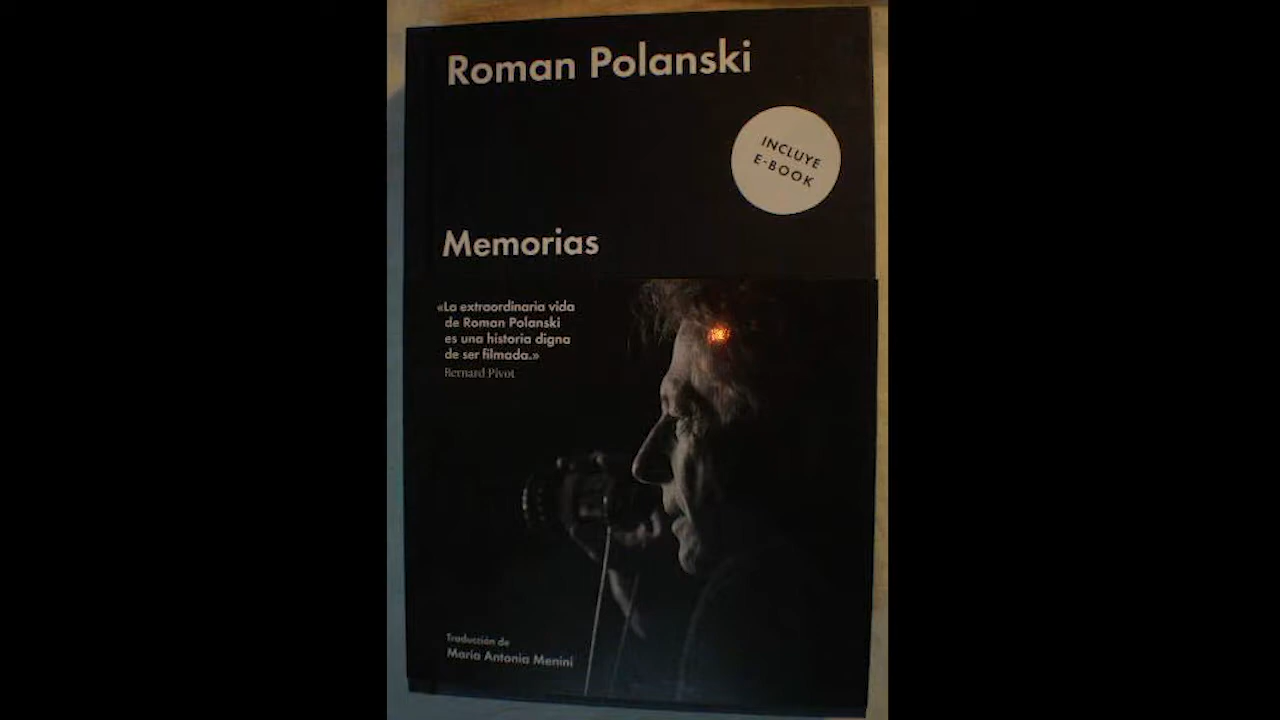 Roman Polanski
INCLUYE
E-BOOK
Memorias
«La extraordinaria vida
de Roman Polanski
es una historia digna
de ser filmada.»
Bernard Pivot
Traducción de
María Antonia Menini